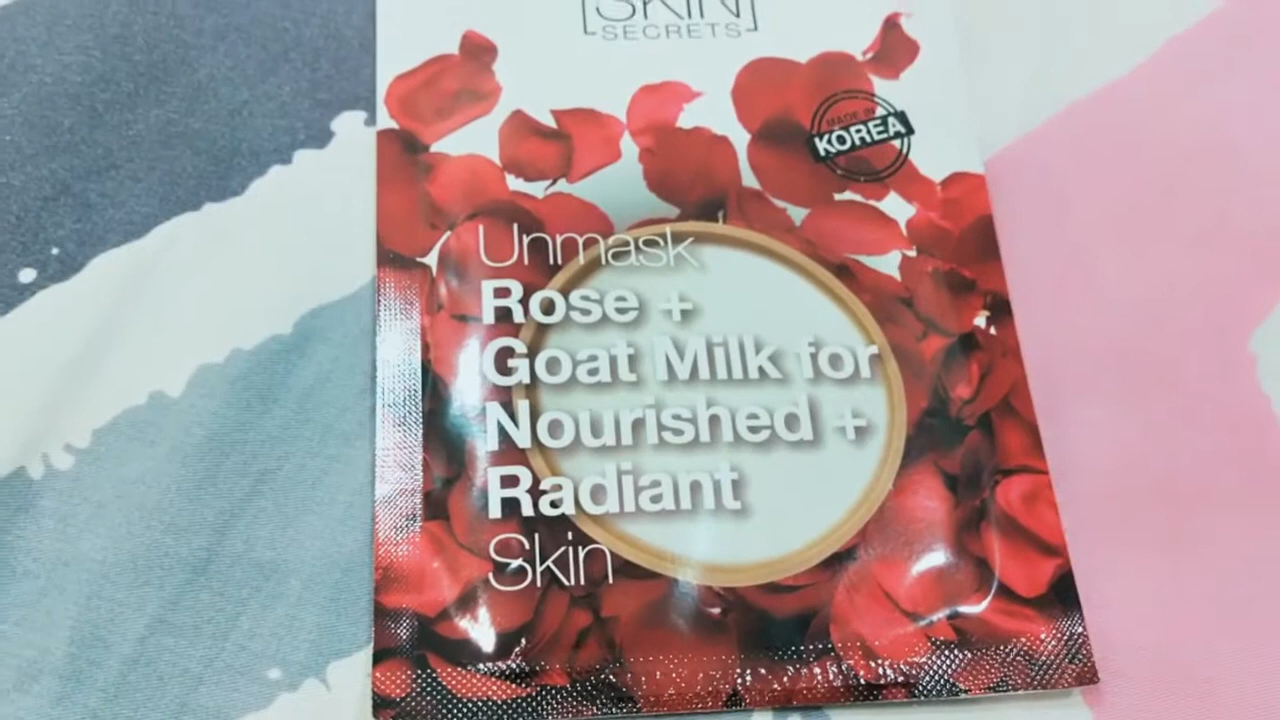 [SKIN]
SECRETS
MADE IN
KOREA
Unmask
Rose +
Goat Milk for
Nourished +
Radiant
Skin